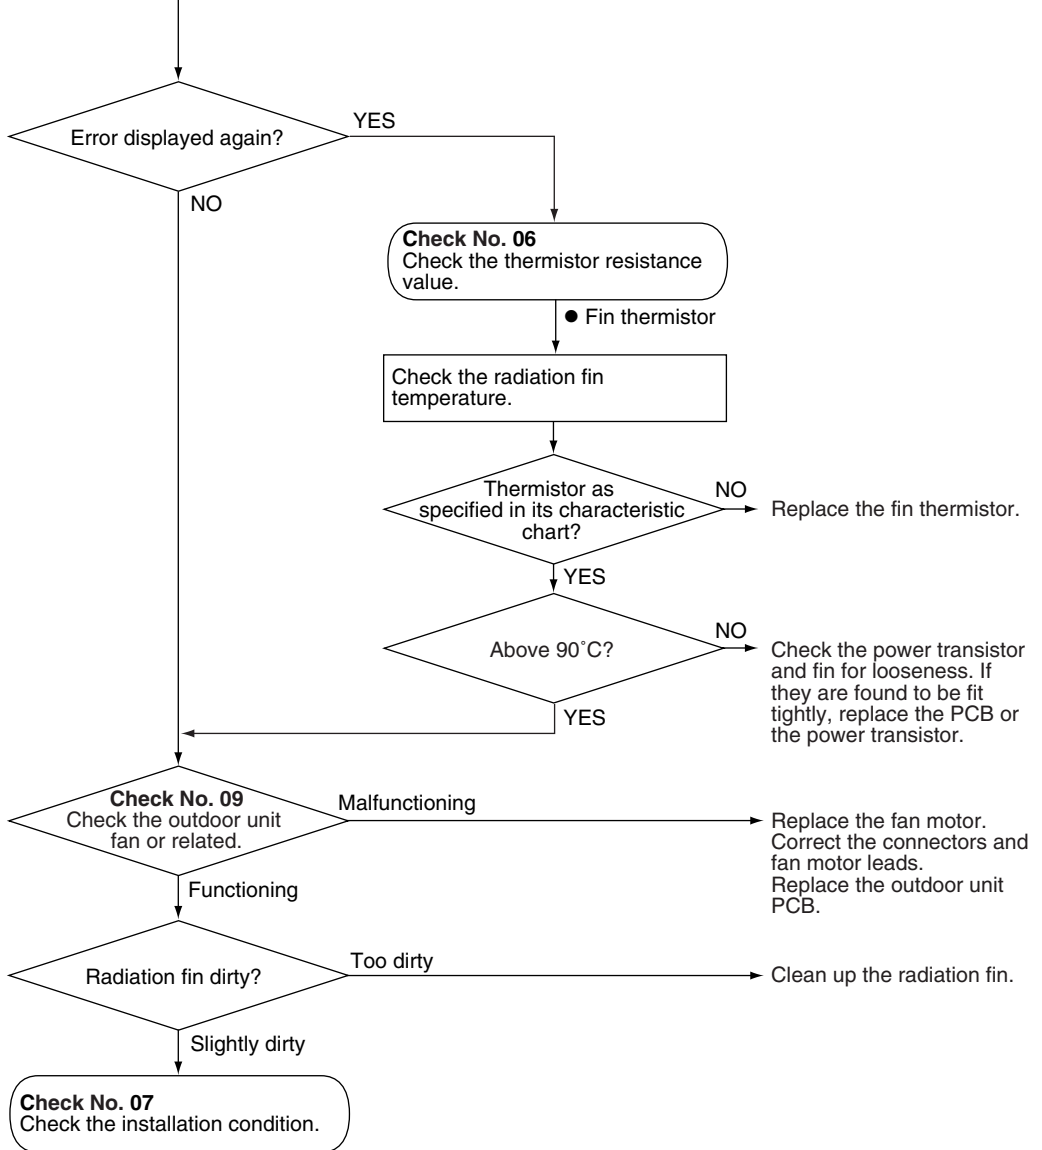 Error displayed again?
YES
NO
Check No. 06
Check the thermistor resistance
value.
● Fin thermistor
Check the radiation fin
temperature.
Thermistor as
specified in its characteristic
chart?
NO
Replace the fin thermistor.
YES
Above 90˚C?
NO
Check the power transistor
and fin for looseness. If
they are found to be fit
tightly, replace the PCB or
the power transistor.
YES
Check No. 09
Check the outdoor unit
fan or related.
Malfunctioning
Replace the fan motor.
Correct the connectors and
fan motor leads.
Replace the outdoor unit
PCB.
Functioning
Radiation fin dirty?
Too dirty
Clean up the radiation fin.
Slightly dirty
Check No. 07
Check the installation condition.